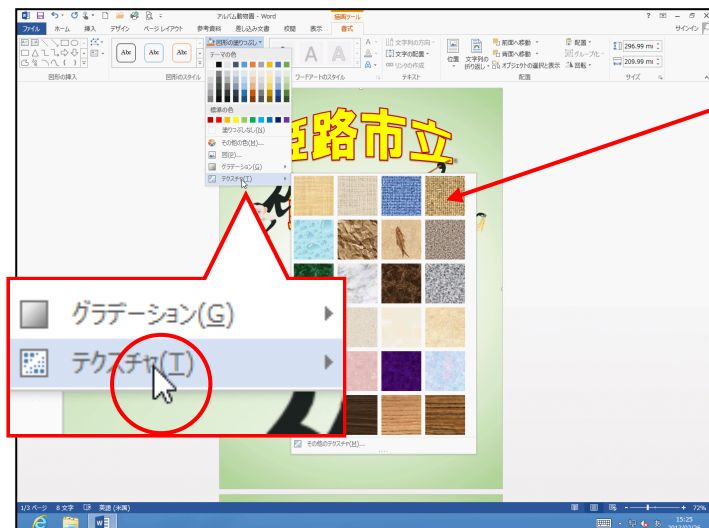 アルバム動物園 - Word
描画ツール
ファイル
ホーム
挿入
デザイン
ページ レイアウト
参考資料
差し込み文書
校閲
表示
書式
サインイン
図形の塗りつぶし
文字列の方向
文字の配置
リンクの作成
位置
文字列の
折り返し
前面へ移動
背面へ移動
オブジェクトの選択と表示
配置
グループ化
回転
296.99 mm
209.99 mm
図形の挿入
図形のスタイル
ワードアートのスタイル
テキスト
配置
サイズ
Abc
Abc
Abc
A
A
テーマの色
標準の色
塗りつぶしなし(N)
その他の色(M)...
図(P)...
グラデーション(G)
テクスチャ(T)
路市立
グラデーション(G)
テクスチャ(T)
その他のテクスチャ(M)...
1/3 ページ
8 文字
英語 (米国)
72%
15:25